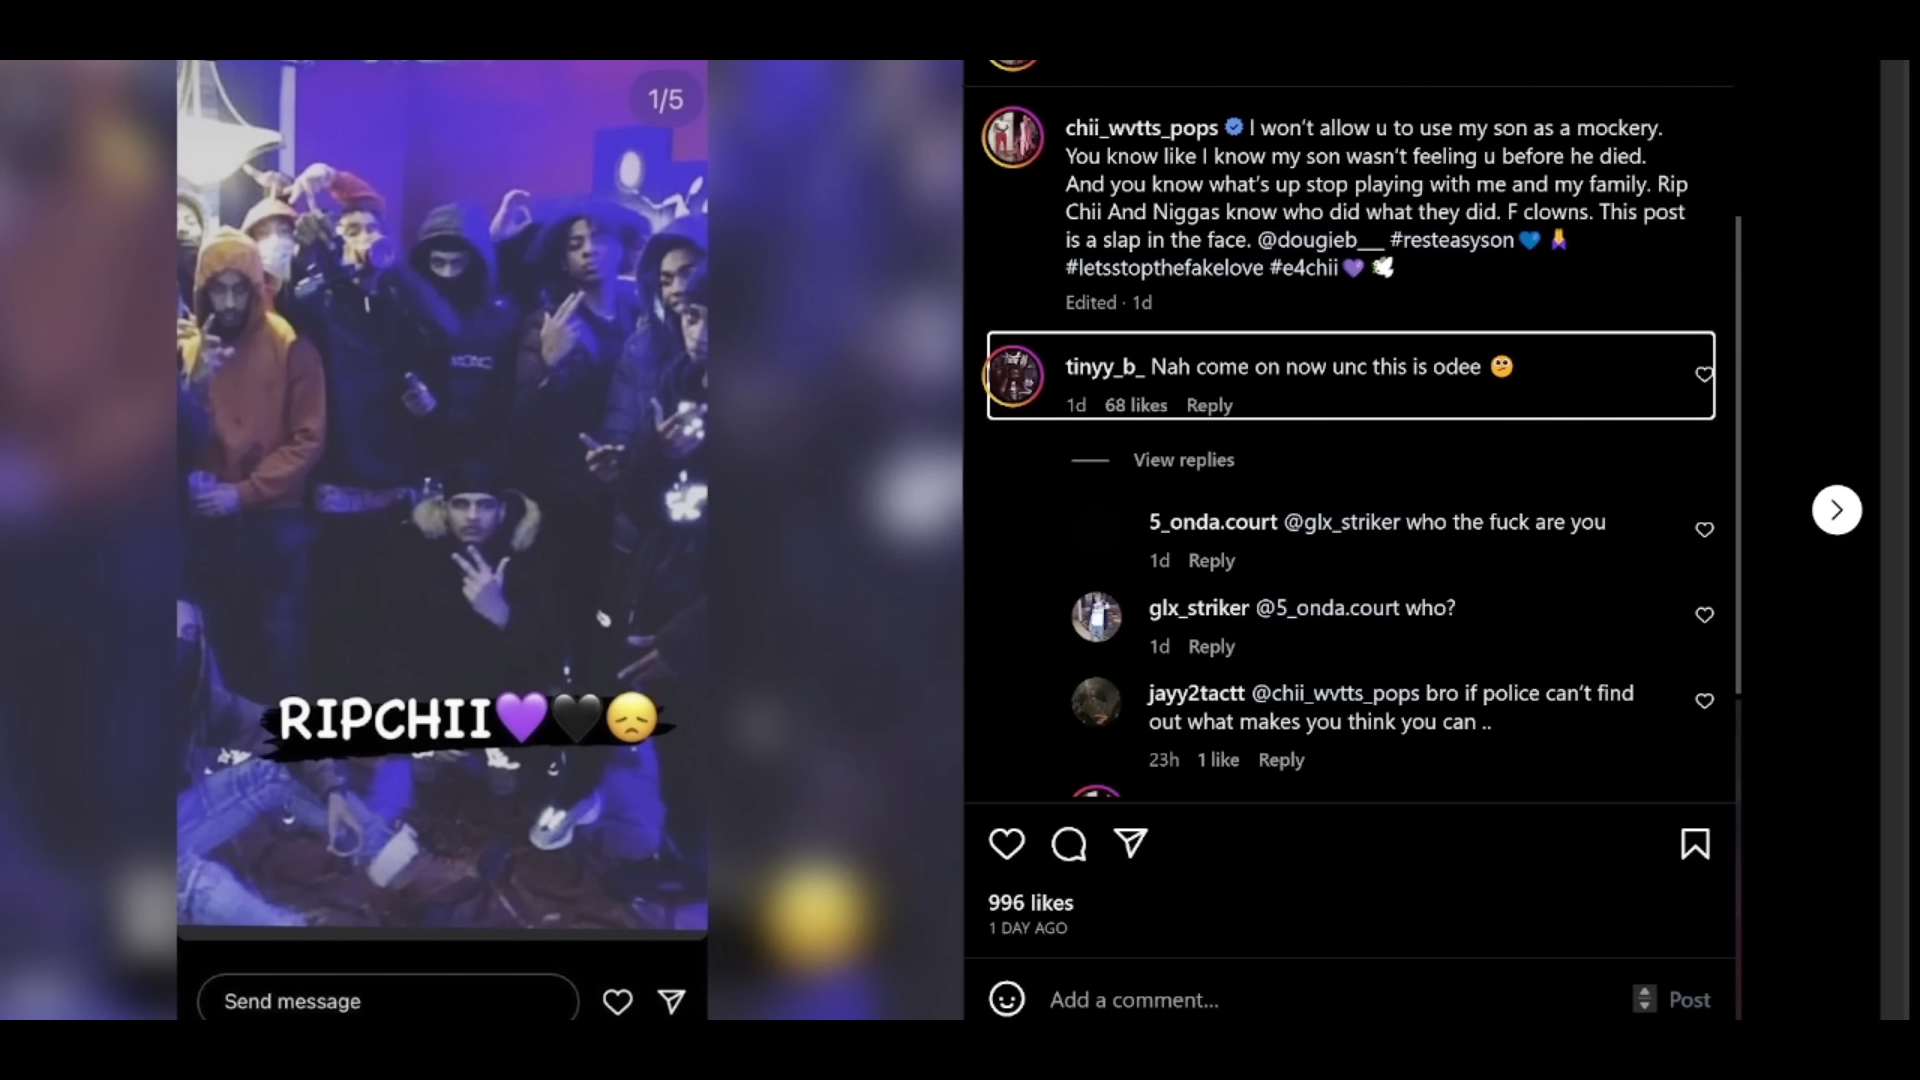 1/5
RIPCHII💜🖤😞
Send message
chii_wvtts_pops I won't allow u to use my son as a mockery.
You know like I know my son wasn't feeling u before he died.
And you know what's up stop playing with me and my family. Rip
Chii And Niggas know who did what they did. F clowns. This post
is a slap in the face. @dougieb___ #resteasyson💙🙏
#letsstopthefakelove #e4chii💜🕊
Edited · 1d
tinyy_b_ Nah come on now unc this is odee 🫤
1d 68 likes Reply
View replies
5_onda.court @glx_striker who the fuck are you
1d Reply
glx_striker @5_onda.court who?
1d Reply
jayy2tactt @chii_wvtts_pops bro if police can't find
out what makes you think you can ..
23h 1 like Reply
996 likes
1 DAY AGO
Add a comment...
Post